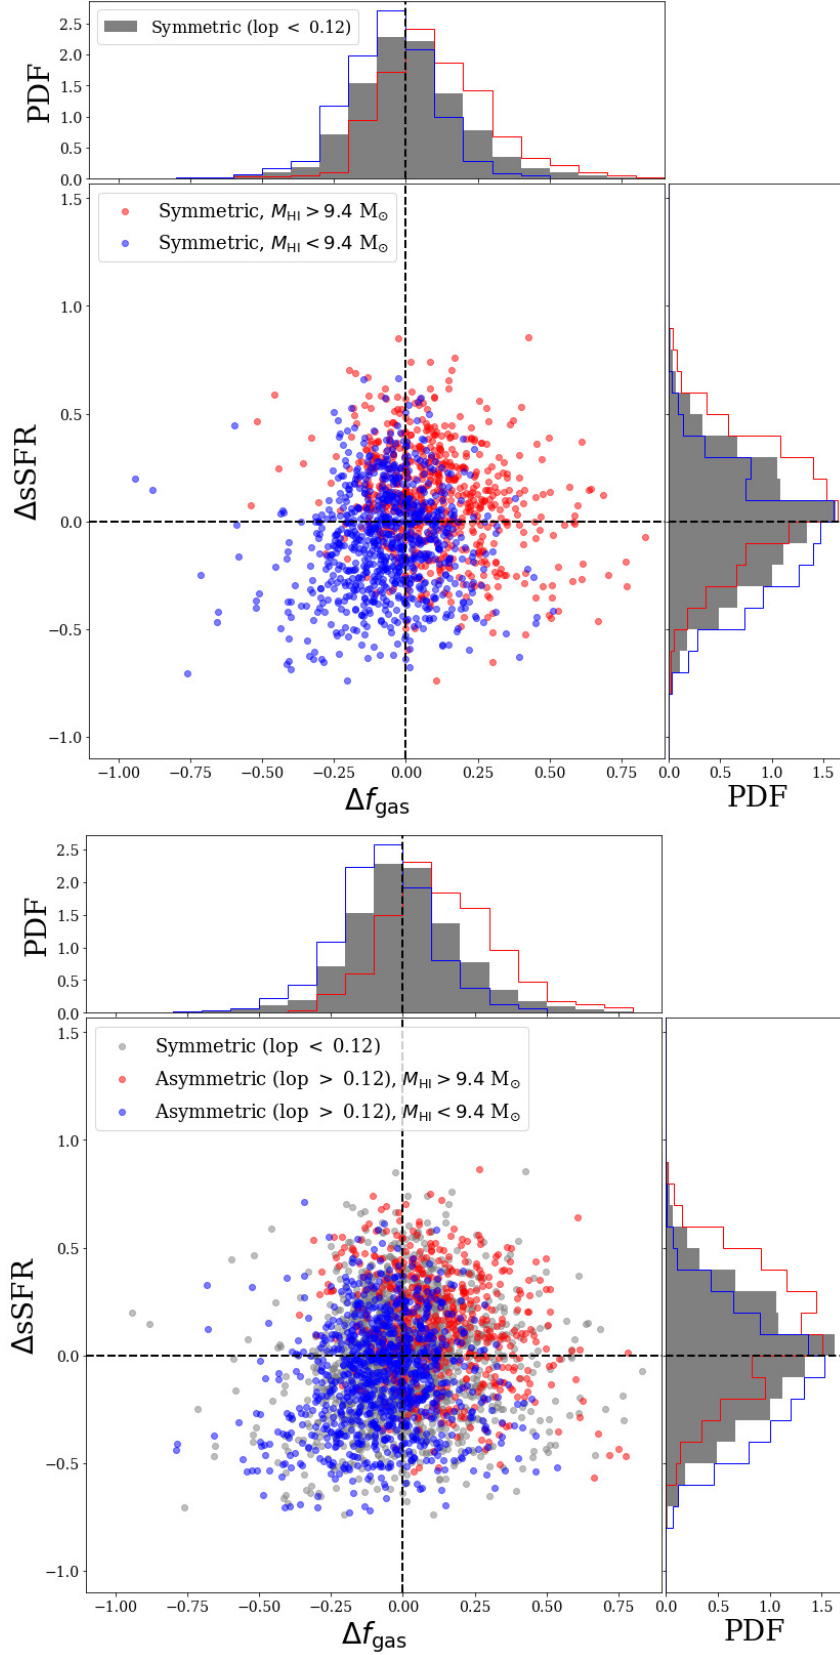 2.5
2.0
1.5
1.0
0.5
0.0
PDF
Symmetric (lop < 0.12)
1.5
1.0
0.5
0.0
−0.5
−1.0
ΔsSFR
Symmetric, M_HI > 9.4 M⊙
Symmetric, M_HI < 9.4 M⊙
−1.00 −0.75 −0.50 −0.25 0.00 0.25 0.50 0.75
Δf_gas
0.0 0.5 1.0 1.5
PDF
2.5
2.0
1.5
1.0
0.5
0.0
PDF
1.5
1.0
0.5
0.0
−0.5
−1.0
ΔsSFR
Symmetric (lop < 0.12)
Asymmetric (lop > 0.12), M_HI > 9.4 M⊙
Asymmetric (lop > 0.12), M_HI < 9.4 M⊙
−1.00 −0.75 −0.50 −0.25 0.00 0.25 0.50 0.75
Δf_gas
0.0 0.5 1.0 1.5
PDF